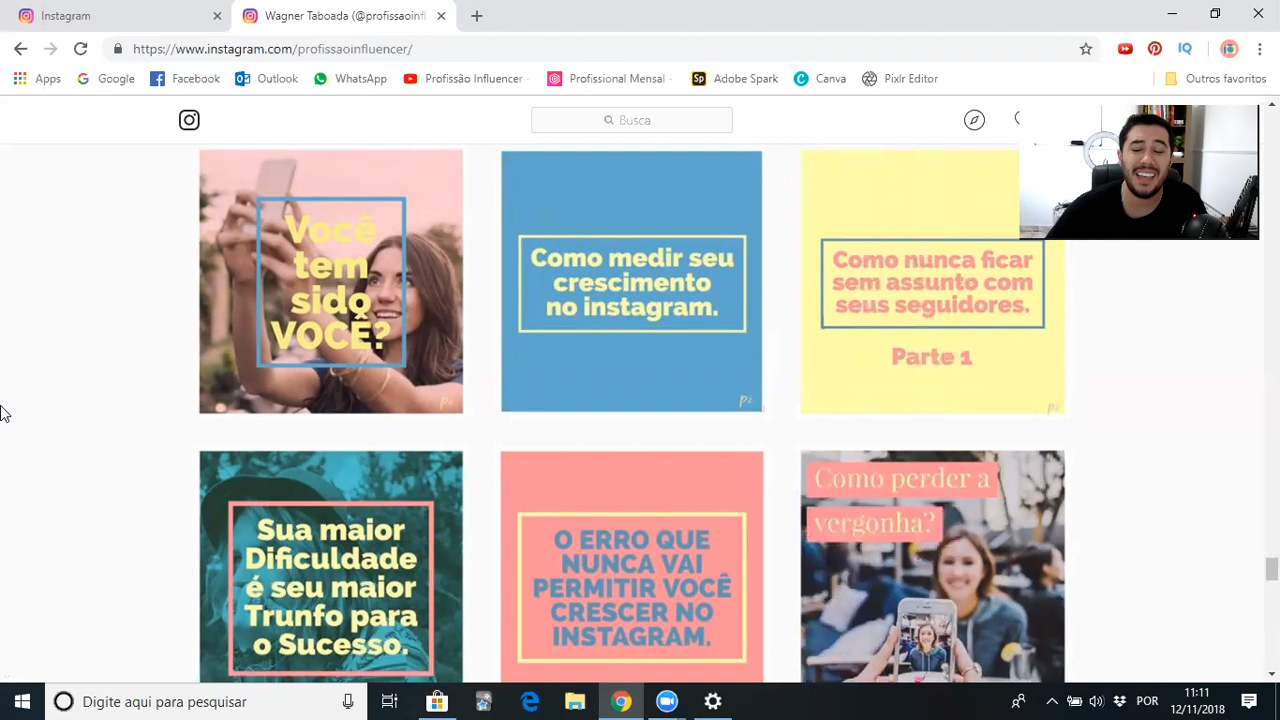 Instagram
Wagner Taboada (@profissaoinfl
https://www.instagram.com/profissaoinfluencer/
Apps
Google
Facebook
Outlook
WhatsApp
Profissão Influencer
Profissional Mensal
Adobe Spark
Canva
Pixlr Editor
Outros favoritos
Busca
Você
tem
sido
VOCÊ?
pi
Como medir seu
crescimento
no instagram.
pi
Como nunca ficar
sem assunto com
seus seguidores.
Parte 1
pi
Sua maior
Dificuldade
é seu maior
Trunfo para
o Sucesso.
O ERRO QUE
NUNCA VAI
PERMITIR VOCÊ
CRESCER NO
INSTAGRAM.
Como perder a
vergonha?
Digite aqui para pesquisar
POR
11:11
12/11/2018